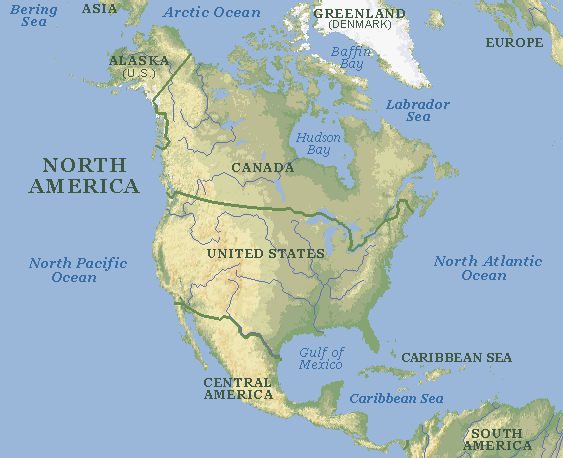 Bering
Sea
ASIA
Arctic Ocean
GREENLAND
(DENMARK)
EUROPE
ALASKA
(U.S.)
Baffin
Bay
Labrador
Sea
Hudson
Bay
NORTH
AMERICA
CANADA
UNITED STATES
North Pacific
Ocean
North Atlantic
Ocean
Gulf of
Mexico
CARIBBEAN SEA
CENTRAL
AMERICA
Caribbean Sea
SOUTH
AMERICA